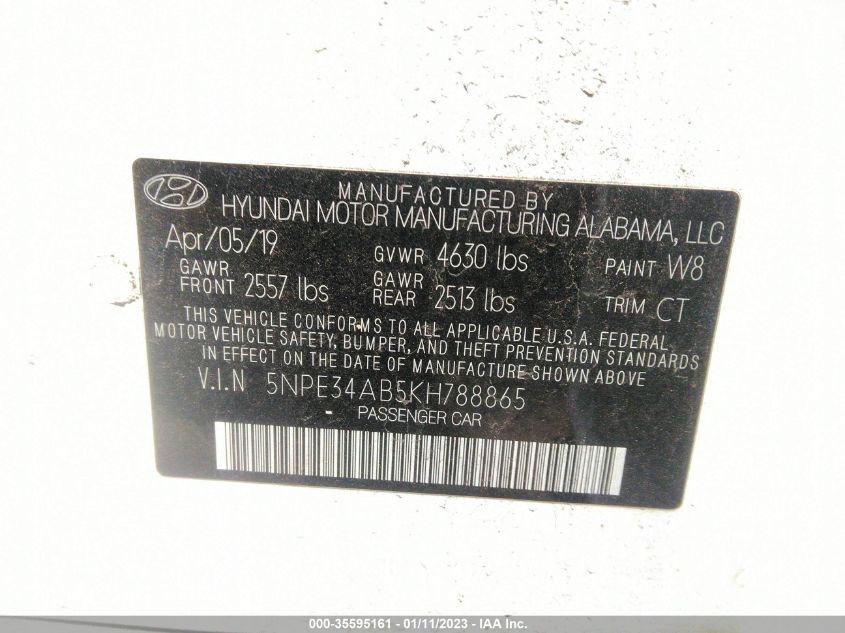 MANUFACTURED BY
HYUNDAI MOTOR MANUFACTURING ALABAMA, LLC
Apr/05/19 GVWR 4630 lbs PAINT W8
GAWR FRONT 2557 lbs GAWR REAR 2513 lbs TRIM CT
THIS VEHICLE CONFORMS TO ALL APPLICABLE U.S.A. FEDERAL
MOTOR VEHICLE SAFETY, BUMPER, AND THEFT PREVENTION STANDARDS
IN EFFECT ON THE DATE OF MANUFACTURE SHOWN ABOVE
V.I.N 5NPE34AB5KH788865
PASSENGER CAR
000-35595161 - 01/11/2023 - © IAA Inc.